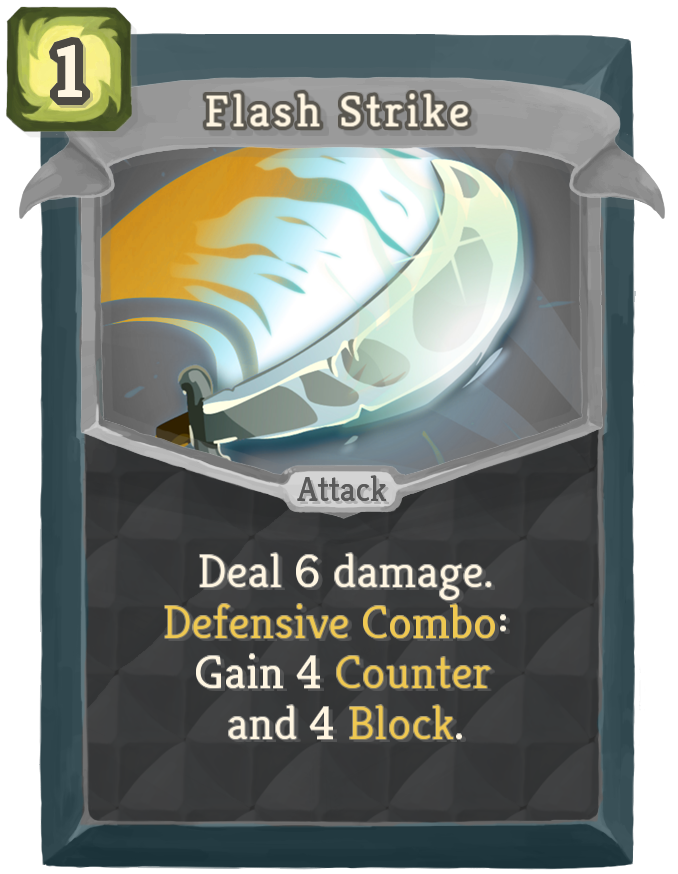 1
Flash Strike
Attack
Deal 6 damage.
Defensive Combo:
Gain 4 Counter
and 4 Block.